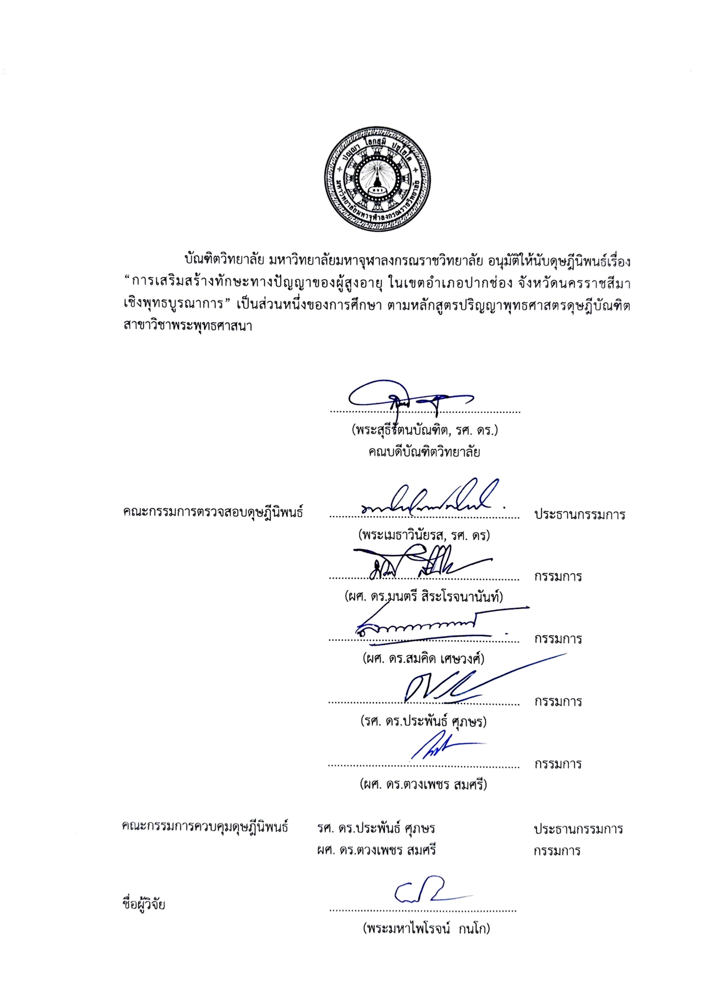 ปญฺญา โลกสฺมิ ปชฺโชโต
มหาวิทยาลัยมหาจุฬาลงกรณราชวิทยาลัย
บัณฑิตวิทยาลัย มหาวิทยาลัยมหาจุฬาลงกรณราชวิทยาลัย อนุมัติให้นับดุษฎีนิพนธ์เรื่อง
“การเสริมสร้างทักษะทางปัญญาของผู้สูงอายุ ในเขตอำเภอปากช่อง จังหวัดนครราชสีมา
เชิงพุทธบูรณาการ” เป็นส่วนหนึ่งของการศึกษา ตามหลักสูตรปริญญาพุทธศาสตรดุษฎีบัณฑิต
สาขาวิชาพระพุทธศาสนา
(พระสุธีรัตนบัณฑิต, รศ. ดร.)
คณบดีบัณฑิตวิทยาลัย
คณะกรรมการตรวจสอบดุษฎีนิพนธ์ ประธานกรรมการ
(พระเมธาวินัยรส, รศ. ดร)
กรรมการ
(ผศ. ดร.มนตรี สิระโรจนานันท์)
กรรมการ
(ผศ. ดร.สมคิด เศษวงศ์)
กรรมการ
(รศ. ดร.ประพันธ์ ศุภษร)
กรรมการ
(ผศ. ดร.ตวงเพชร สมศรี)
คณะกรรมการควบคุมดุษฎีนิพนธ์ รศ. ดร.ประพันธ์ ศุภษร ประธานกรรมการ
ผศ. ดร.ตวงเพชร สมศรี กรรมการ
ชื่อผู้วิจัย
(พระมหาไพโรจน์ กนโก)